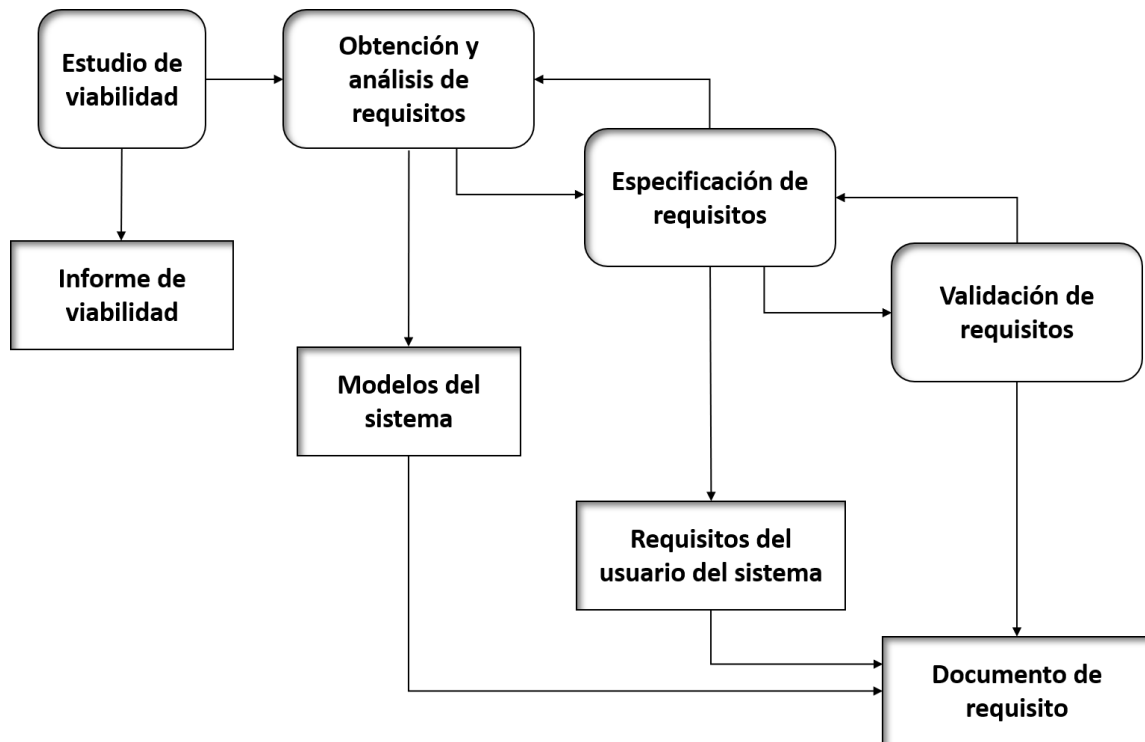 Estudio de
viabilidad
Obtención y
análisis de
requisitos
Especificación de
requisitos
Informe de
viabilidad
Validación de
requisitos
Modelos del
sistema
Requisitos del
usuario del sistema
Documento de
requisito